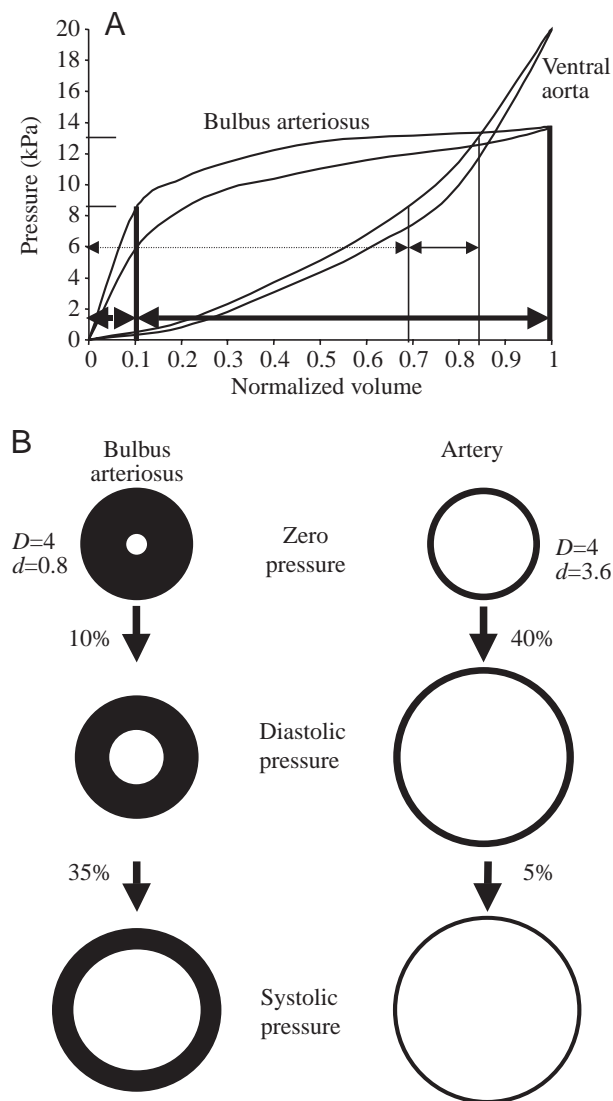 A
Pressure (kPa)
20
18
16
14
12
10
8
6
4
2
0
Bulbus arteriosus
Ventral
aorta
0 0.1 0.2 0.3 0.4 0.5 0.6 0.7 0.8 0.9 1
Normalized volume
B
Bulbus
arteriosus
Artery
D=4
d=0.8
Zero
pressure
D=4
d=3.6
10%
40%
Diastolic
pressure
35%
5%
Systolic
pressure